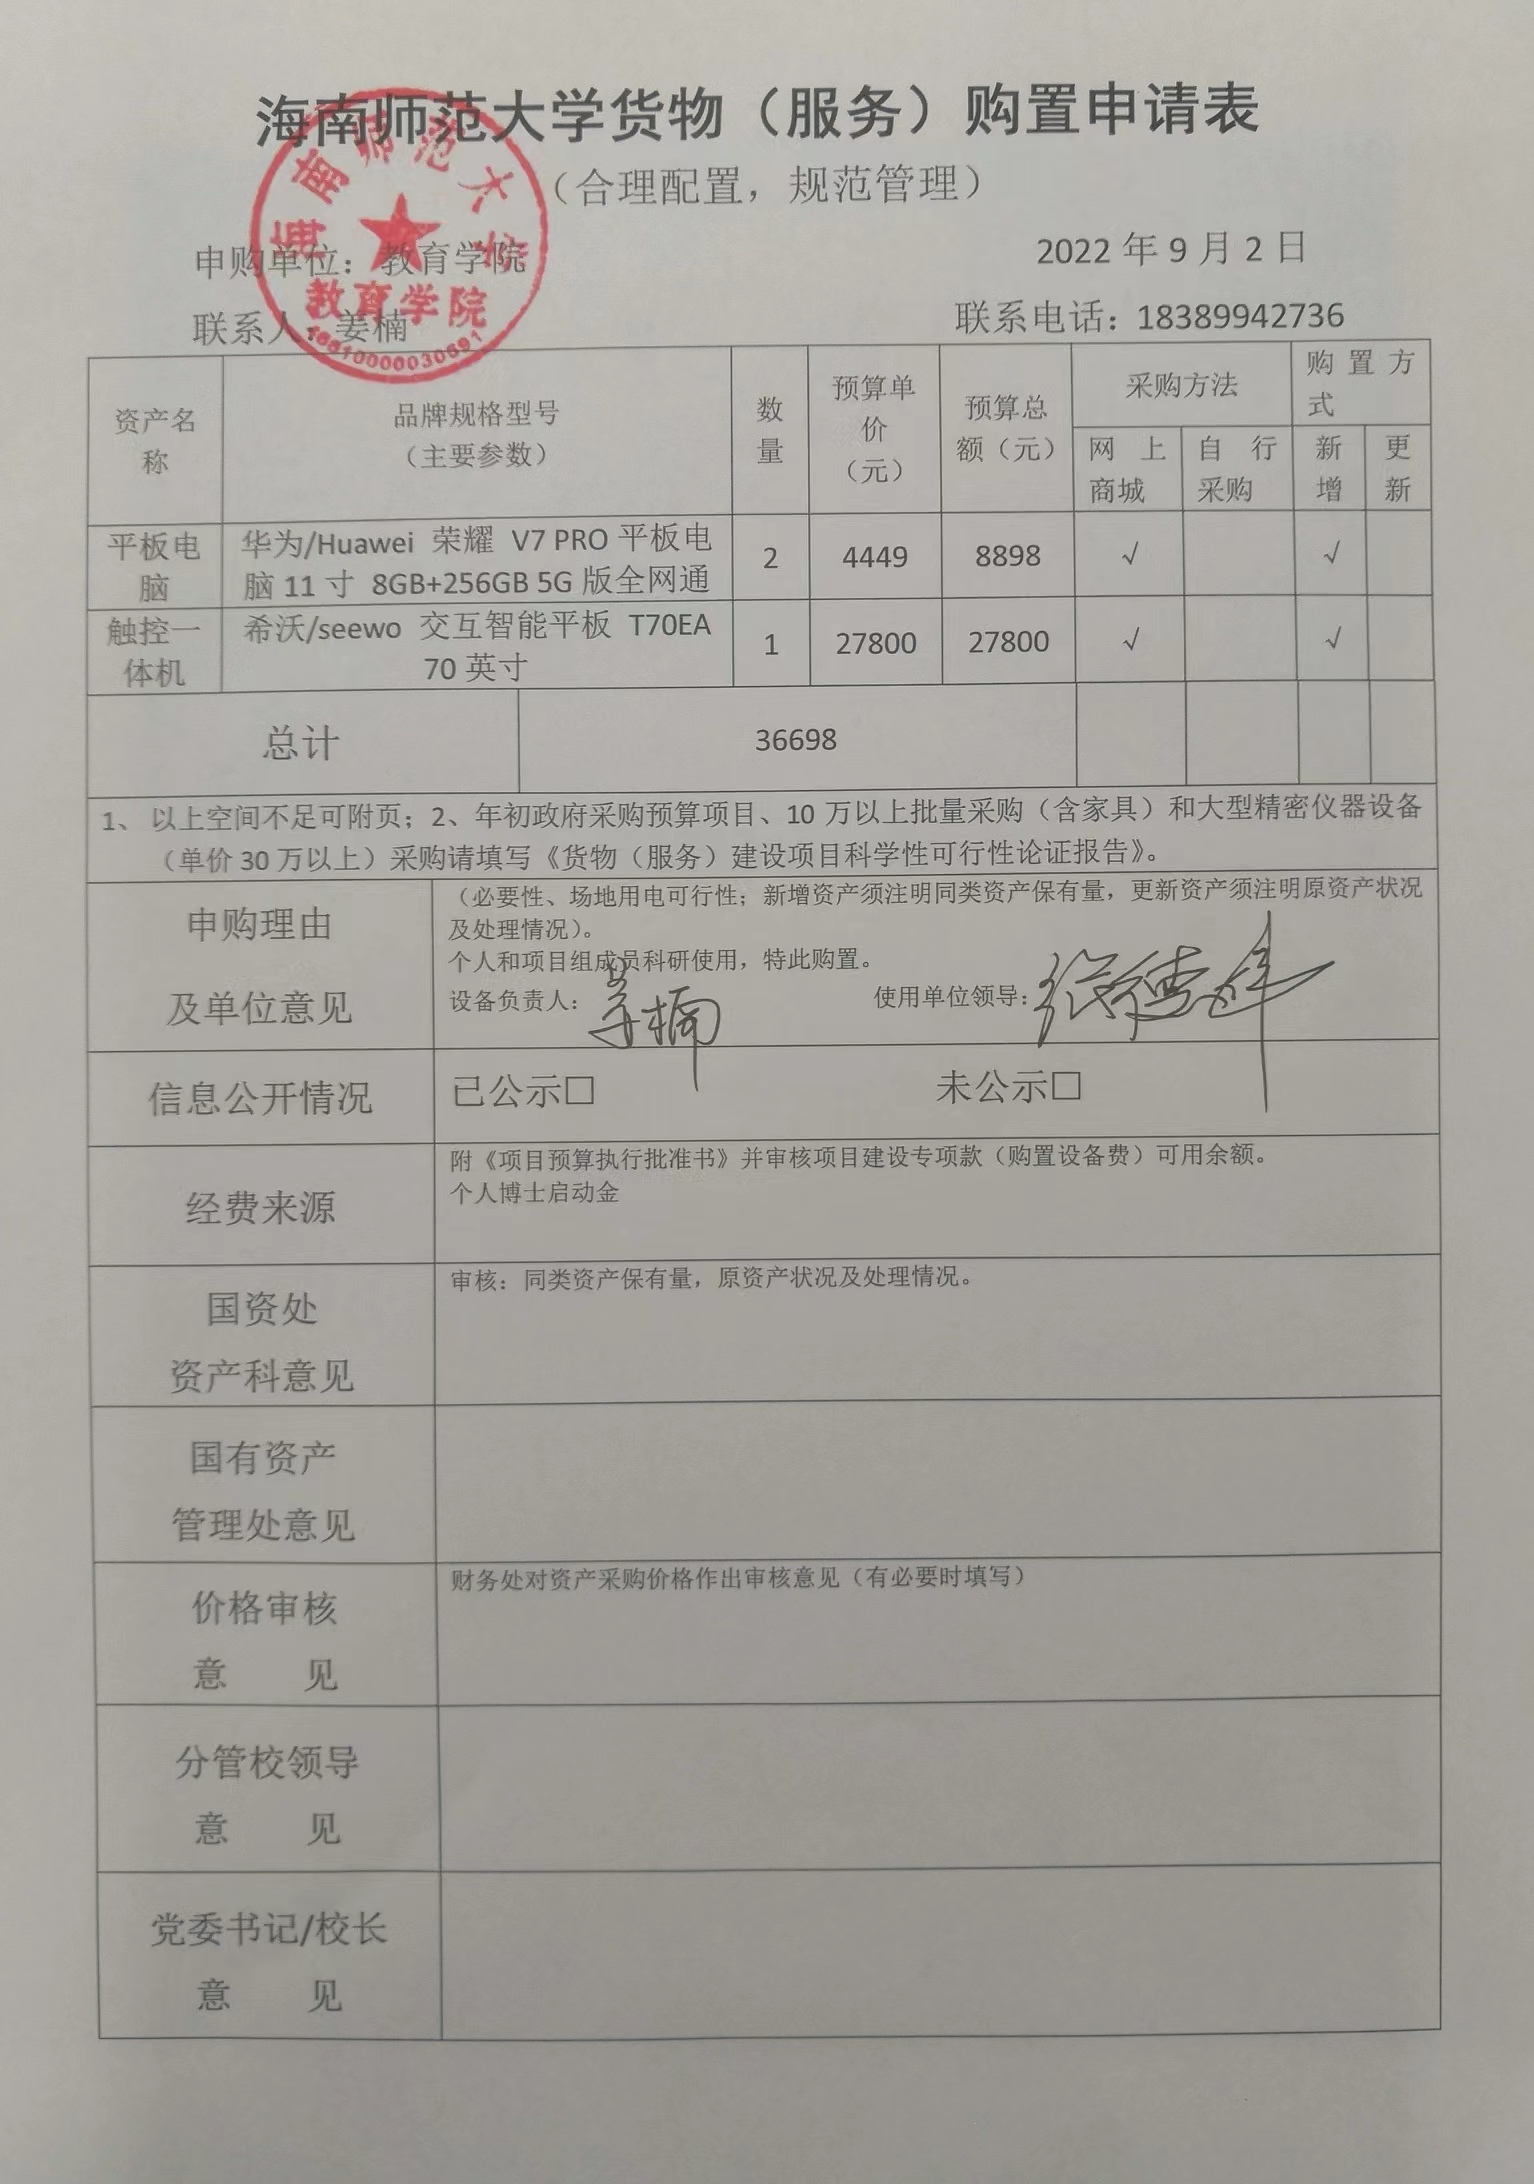 海南师范大学货物（服务）购置申请表
（合理配置，规范管理）
海南师范大学
教育学院
申购单位：教育学院
2022 年 9 月 2 日
联系人：姜楠
联系电话：18389942736
资产名称
品牌规格型号
（主要参数）
数量
预算单价（元）
预算总额（元）
采购方法
购置方式
网上商城
自行采购
新增
更新
平板电脑
华为/Huawei 荣耀 V7 PRO 平板电
脑 11 寸 8GB+256GB 5G 版全网通
2
4449
8898
√
√
触控一体机
希沃/seewo 交互智能平板 T70EA
70 英寸
1
27800
27800
√
√
总计
36698
1、以上空间不足可附页；2、年初政府采购预算项目、10 万以上批量采购（含家具）和大型精密仪器设备
（单价 30 万以上）采购请填写《货物（服务）建设项目科学性可行性论证报告》。
申购理由
及单位意见
（必要性、场地用电可行性；新增资产须注明同类资产保有量，更新资产须注明原资产状况
及处理情况）。
个人和项目组成员科研使用，特此购置。
设备负责人：姜楠
使用单位领导：
信息公开情况
已公示□
未公示□
经费来源
附《项目预算执行批准书》并审核项目建设专项款（购置设备费）可用余额。
个人博士启动金
国资处
资产科意见
审核：同类资产保有量，原资产状况及处理情况。
国有资产
管理处意见
价格审核
意 见
财务处对资产采购价格作出审核意见（有必要时填写）
分管校领导
意 见
党委书记/校长
意 见